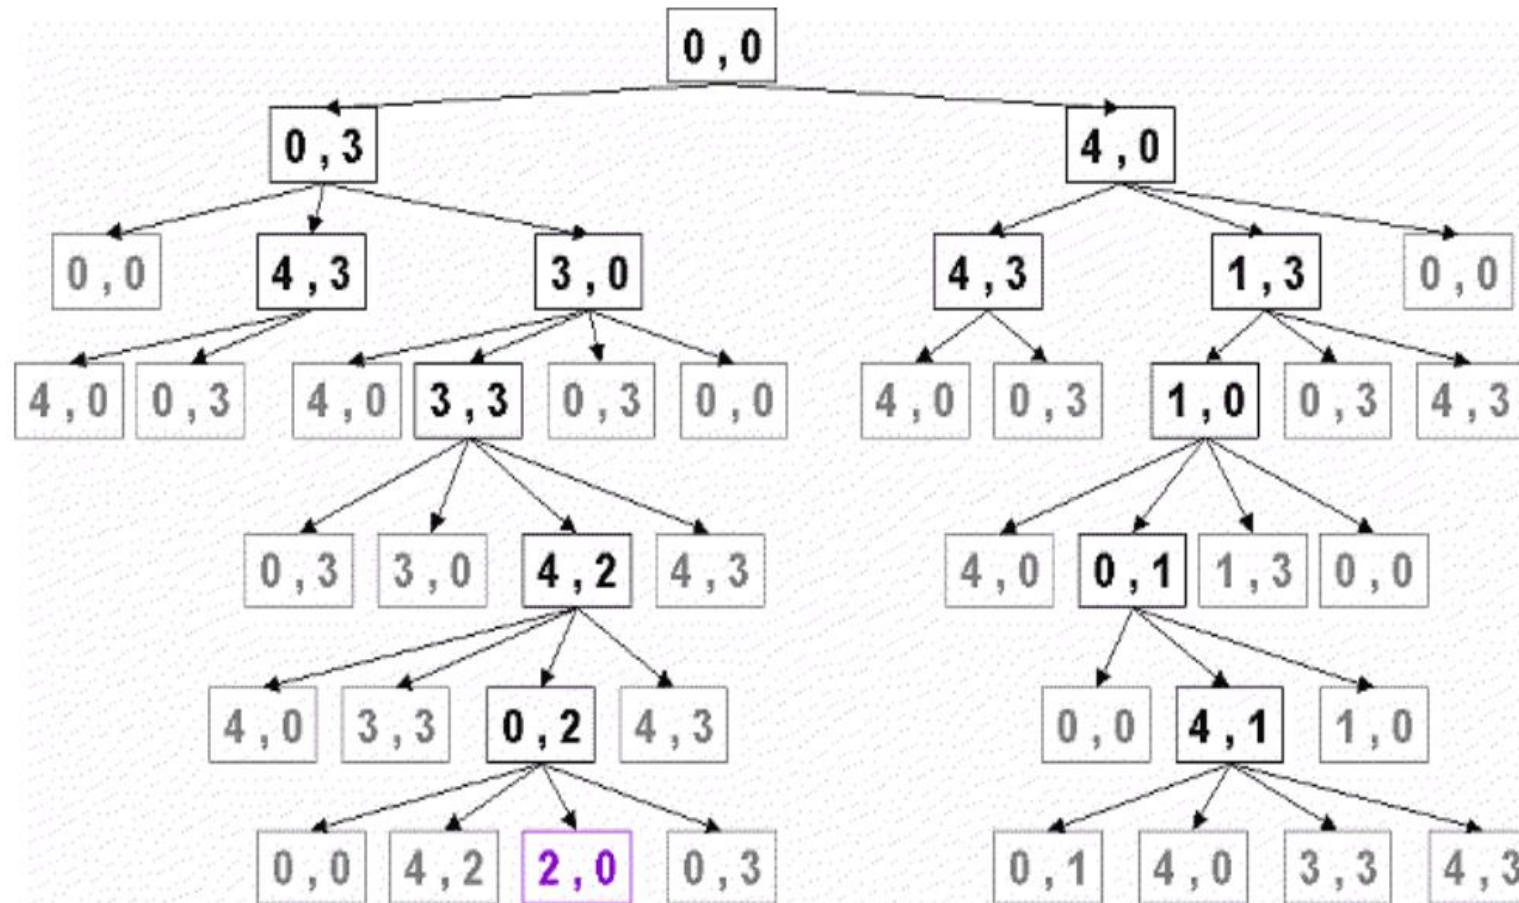 0 , 0
0 , 3 4 , 0
0 , 0 4 , 3 3 , 0 4 , 3 1 , 3 0 , 0
4 , 0 0 , 3 4 , 0 3 , 3 0 , 3 0 , 0 4 , 0 0 , 3 1 , 0 0 , 3 4 , 3
0 , 3 3 , 0 4 , 2 4 , 3 4 , 0 0 , 1 1 , 3 0 , 0
4 , 0 3 , 3 0 , 2 4 , 3 0 , 0 4 , 1 1 , 0
0 , 0 4 , 2 2 , 0 0 , 3 0 , 1 4 , 0 3 , 3 4 , 3